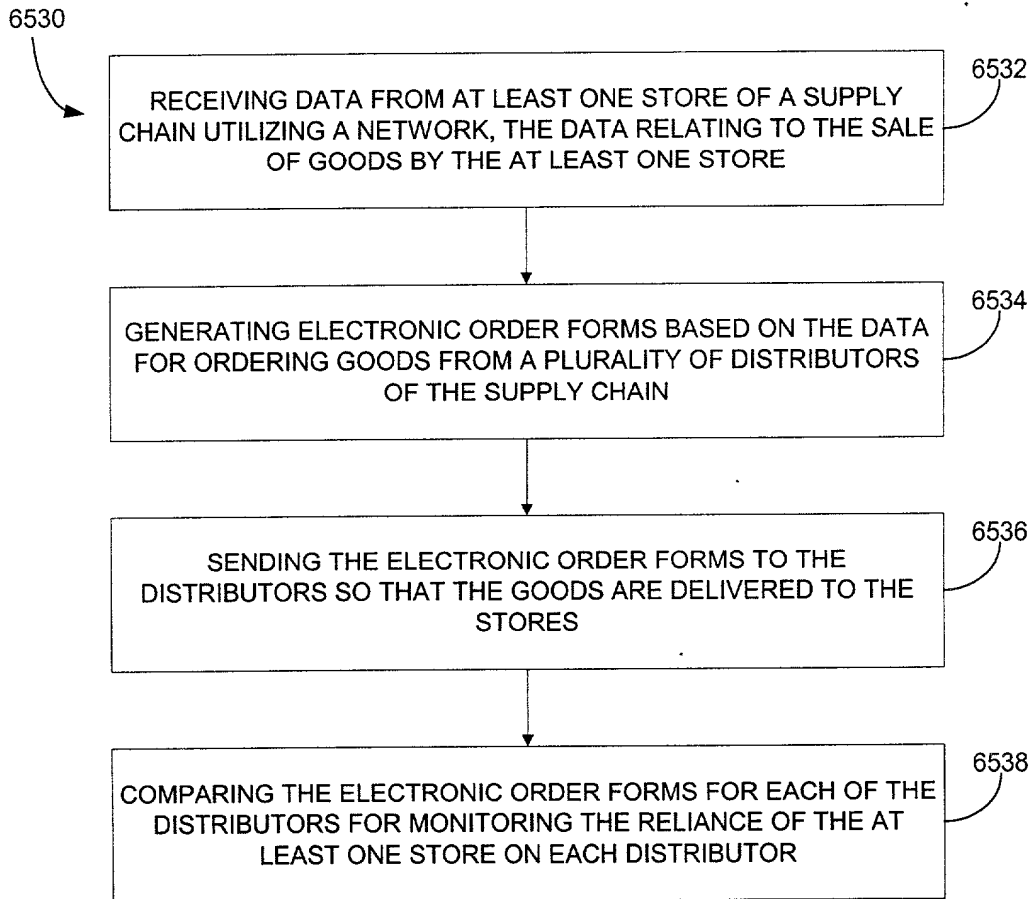 6530
6532
RECEIVING DATA FROM AT LEAST ONE STORE OF A SUPPLY
CHAIN UTILIZING A NETWORK, THE DATA RELATING TO THE SALE
OF GOODS BY THE AT LEAST ONE STORE
6534
GENERATING ELECTRONIC ORDER FORMS BASED ON THE DATA
FOR ORDERING GOODS FROM A PLURALITY OF DISTRIBUTORS
OF THE SUPPLY CHAIN
6536
SENDING THE ELECTRONIC ORDER FORMS TO THE
DISTRIBUTORS SO THAT THE GOODS ARE DELIVERED TO THE
STORES
6538
COMPARING THE ELECTRONIC ORDER FORMS FOR EACH OF THE
DISTRIBUTORS FOR MONITORING THE RELIANCE OF THE AT
LEAST ONE STORE ON EACH DISTRIBUTOR